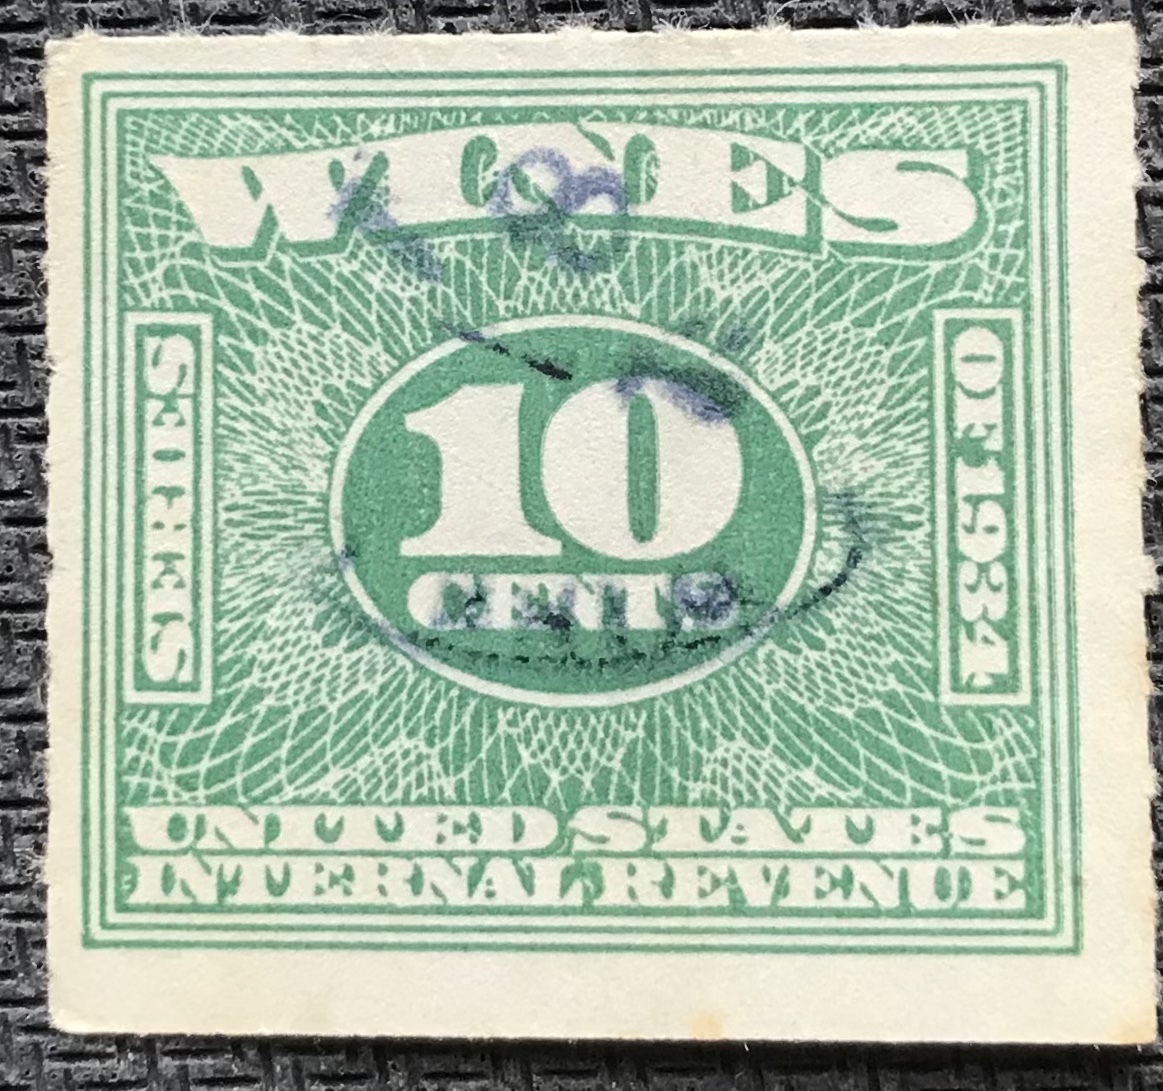 WINES
SERIES
OF 1934
10
CENTS
UNITED STATES
INTERNAL REVENUE